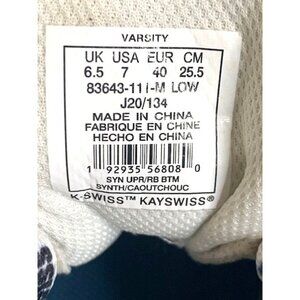 VARSITY
UK USA EUR CM
6.5 7 40 25.5
83643-111-M LOW
J20/134
MADE IN CHINA
FABRIQUE EN CHINE
HECHO EN CHINA
1 92935 56808 0
SYN UPR/RB BTM
SYNTH/CAOUTCHOUC
K-SWISS™ KAYSWISS®